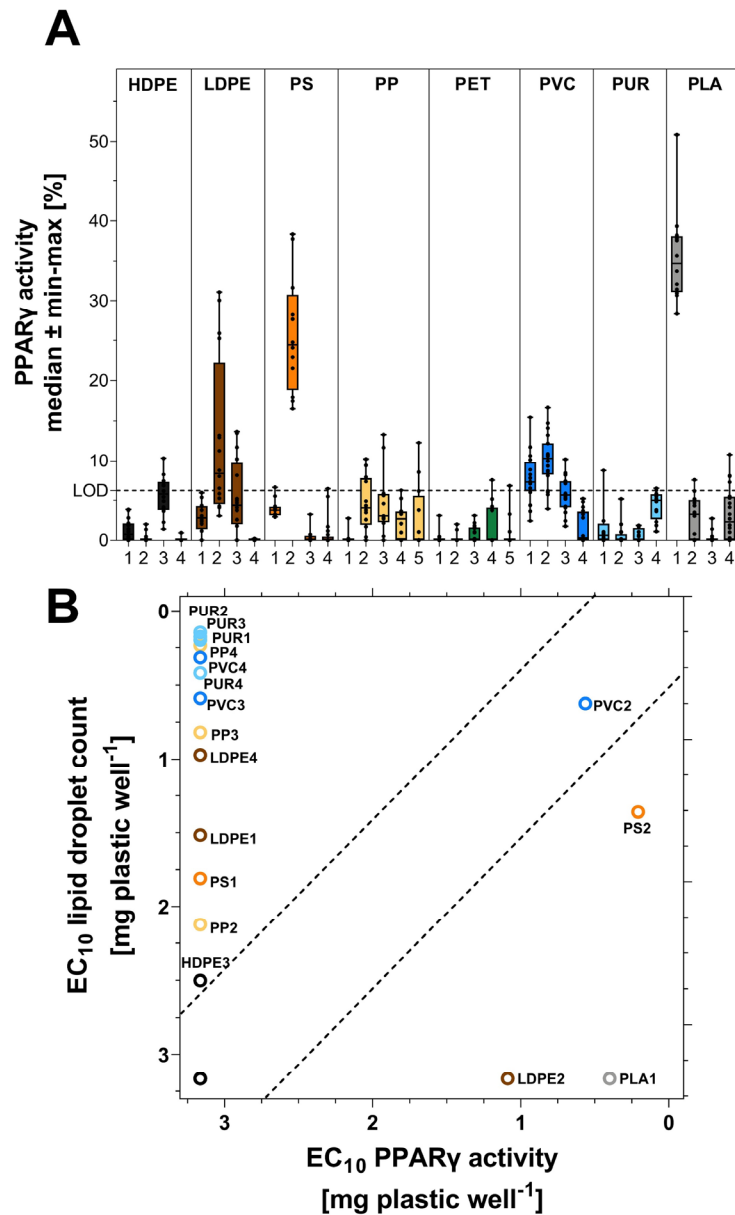 A
HDPE LDPE PS PP PET PVC PUR PLA
PPARγ activity
median ± min-max [%]
50
40
30
20
10
LOD
0
1 2 3 4 1 2 3 4 1 2 3 4 1 2 3 4 5 1 2 3 4 5 1 2 3 4 1 2 3 4 1 2 3 4
B
EC10 lipid droplet count
[mg plastic well-1]
0
1
2
3
PUR2
PUR3
PUR1
PP4
PVC4
PUR4
PVC3
PP3
LDPE4
LDPE1
PS1
PP2
HDPE3
PVC2
PS2
LDPE2
PLA1
3 2 1 0
EC10 PPARγ activity
[mg plastic well-1]